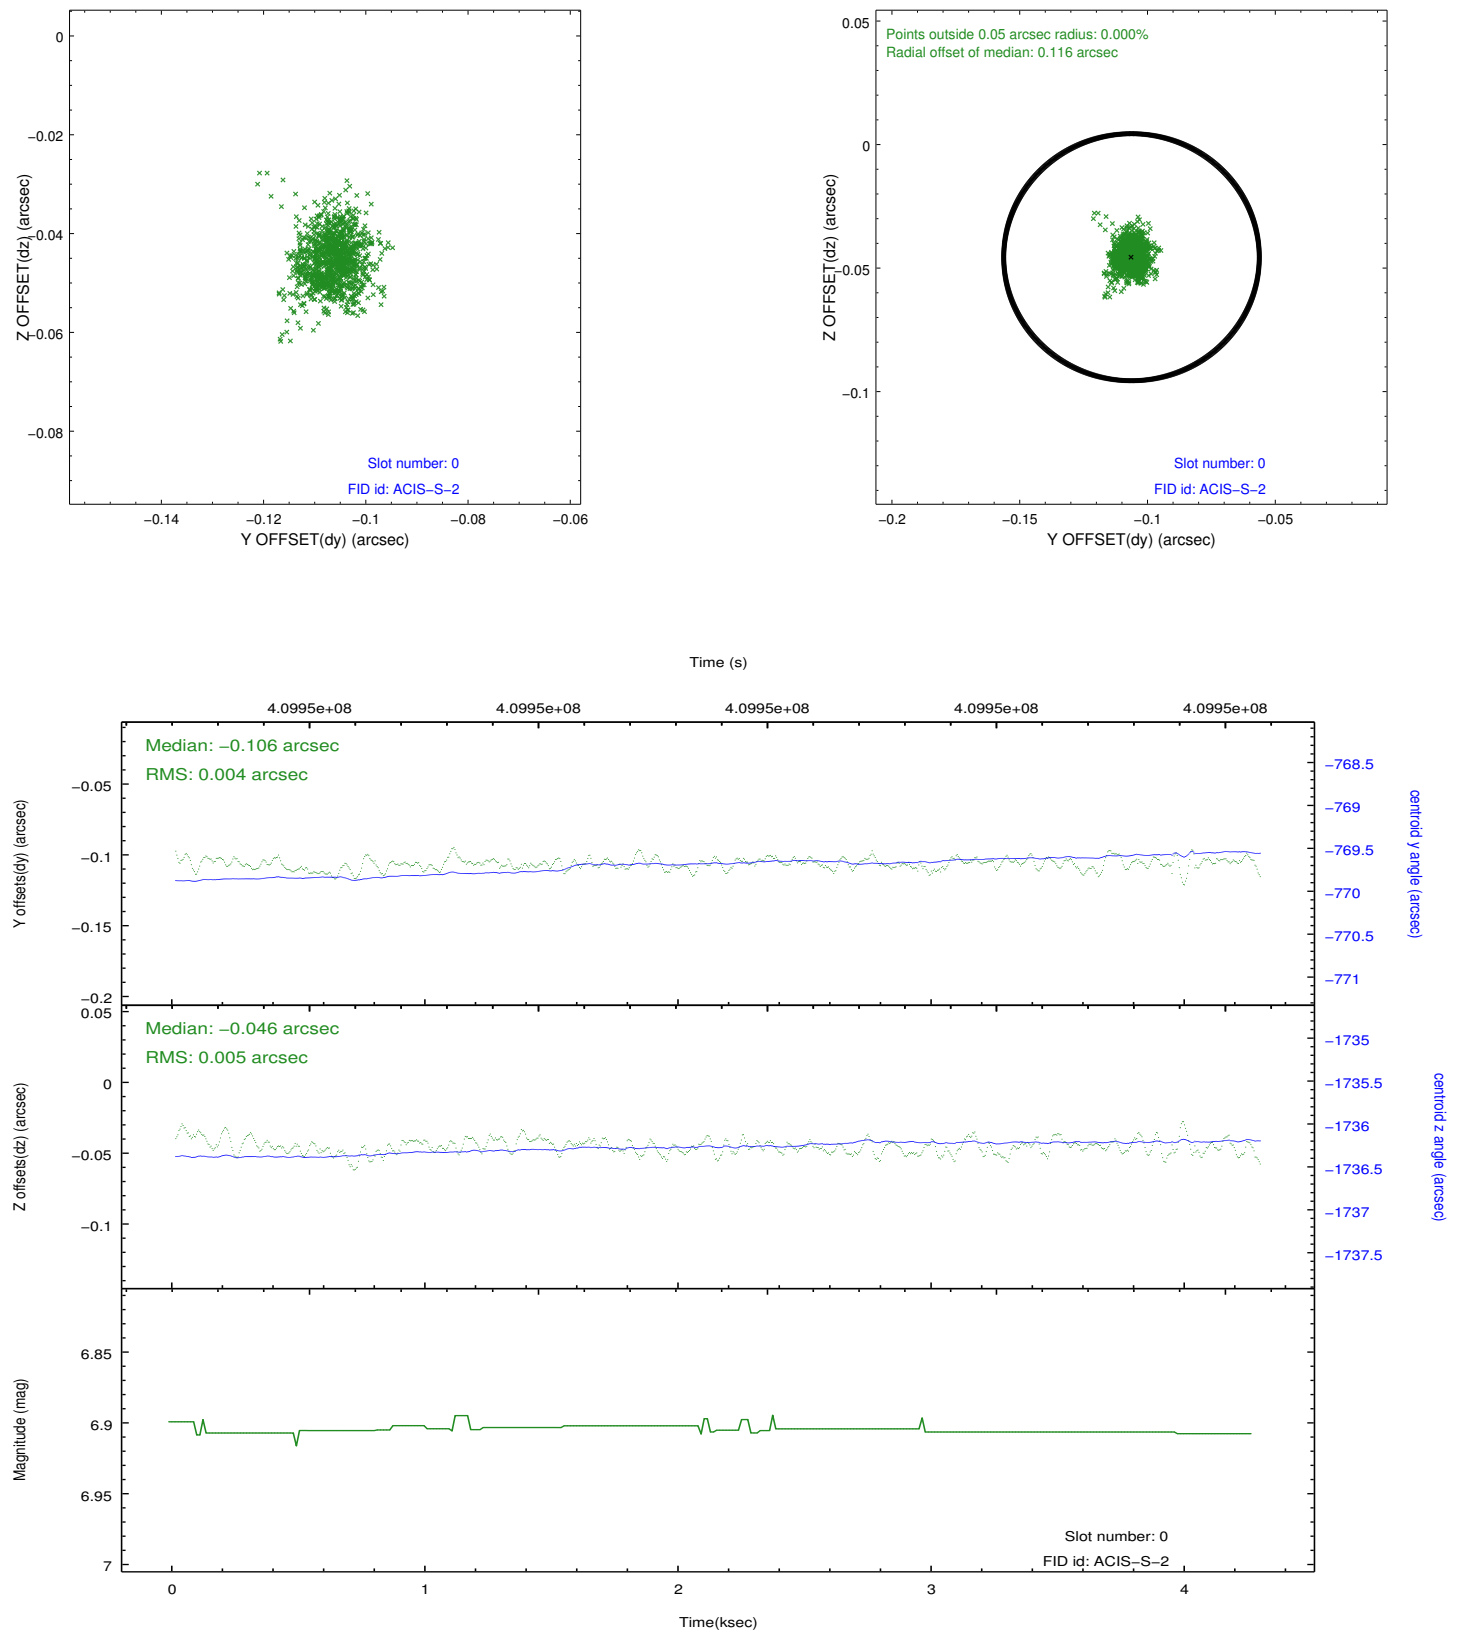 0
−0.02
−0.04
−0.06
−0.08
Z OFFSET(dz) (arcsec)
Slot number: 0
FID id: ACIS−S−2
−0.14 −0.12 −0.1 −0.08 −0.06
Y OFFSET(dy) (arcsec)
Points outside 0.05 arcsec radius: 0.000%
Radial offset of median: 0.116 arcsec
0.05
0
−0.05
−0.1
Z OFFSET(dz) (arcsec)
Slot number: 0
FID id: ACIS−S−2
−0.2 −0.15 −0.1 −0.05
Y OFFSET(dy) (arcsec)
Time (s)
4.0995e+08 4.0995e+08 4.0995e+08 4.0995e+08 4.0995e+08
Median: −0.106 arcsec
RMS: 0.004 arcsec
−0.05
−0.1
−0.15
−0.2
Y offsets(dy) (arcsec)
−768.5
−769
−769.5
−770
−770.5
−771
centroid y angle (arcsec)
Median: −0.046 arcsec
RMS: 0.005 arcsec
0.05
0
−0.05
−0.1
Z offsets(dz) (arcsec)
−1735
−1735.5
−1736
−1736.5
−1737
−1737.5
centroid z angle (arcsec)
6.85
6.9
6.95
7
Magnitude (mag)
Slot number: 0
FID id: ACIS−S−2
0 1 2 3 4
Time(ksec)